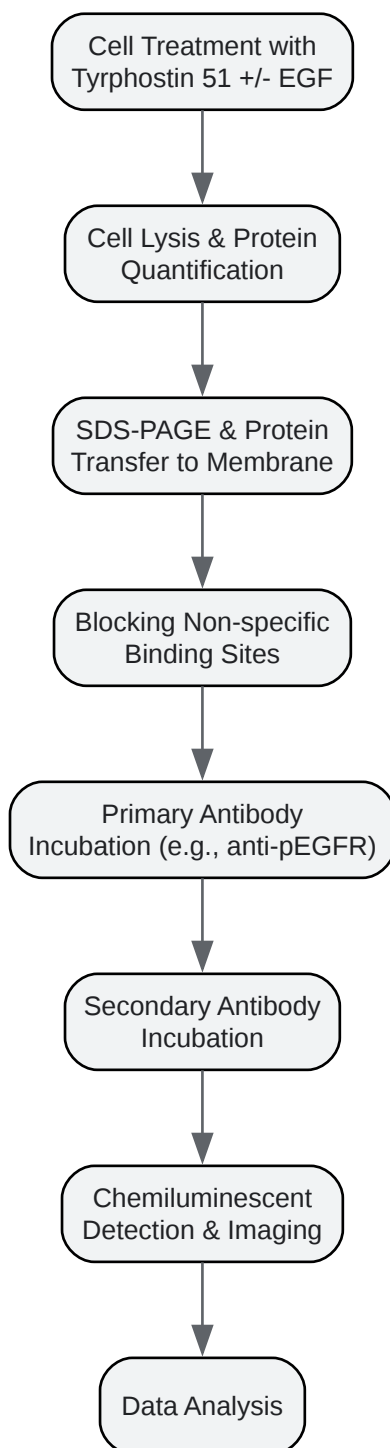 Cell Treatment with
Tyrphostin 51 +/- EGF
Cell Lysis & Protein
Quantification
SDS-PAGE & Protein
Transfer to Membrane
Blocking Non-specific
Binding Sites
Primary Antibody
Incubation (e.g., anti-pEGFR)
Secondary Antibody
Incubation
Chemiluminescent
Detection & Imaging
Data Analysis